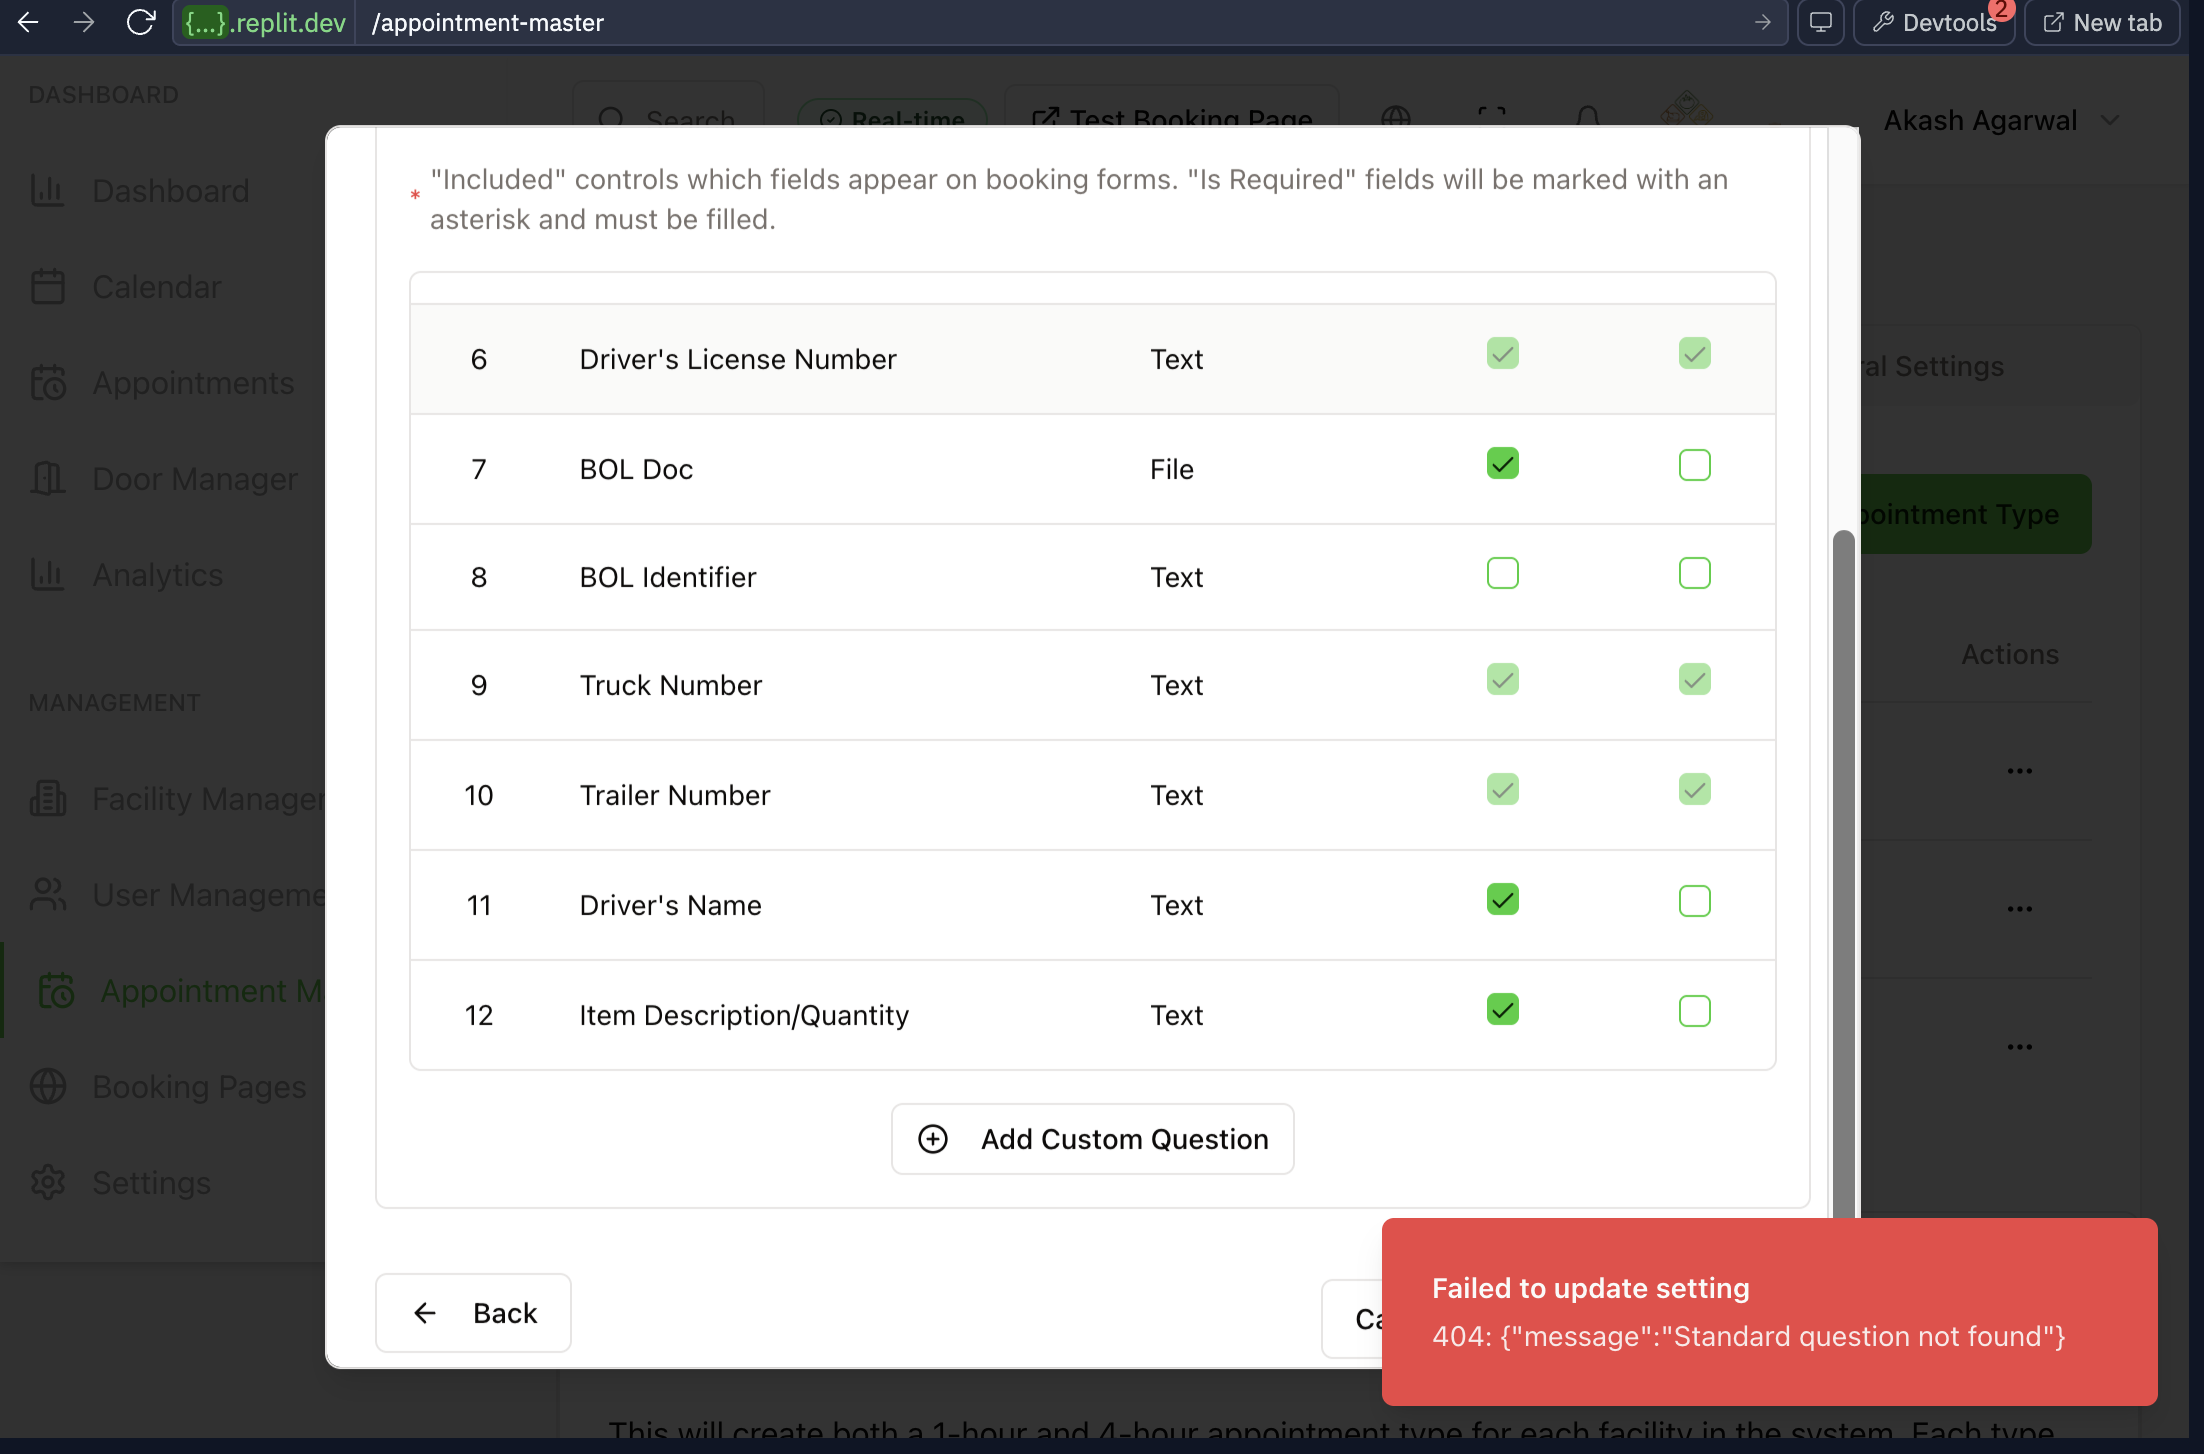 {...}.replit.dev /appointment-master
Devtools 2
New tab
DASHBOARD
Search
Real-time
Test Booking Page
Akash Agarwal
Dashboard
Calendar
Appointments
Door Manager
Analytics
MANAGEMENT
Facility Manager
User Manageme
Appointment M
Booking Pages
Settings
* "Included" controls which fields appear on booking forms. "Is Required" fields will be marked with an
asterisk and must be filled.
6 Driver's License Number Text
7 BOL Doc File
8 BOL Identifier Text
9 Truck Number Text
10 Trailer Number Text
11 Driver's Name Text
12 Item Description/Quantity Text
Add Custom Question
Back
Ca
ral Settings
pointment Type
Actions
Failed to update setting
404: {"message":"Standard question not found"}
This will create both a 1-hour and 4-hour appointment type for each facility in the system. Each type